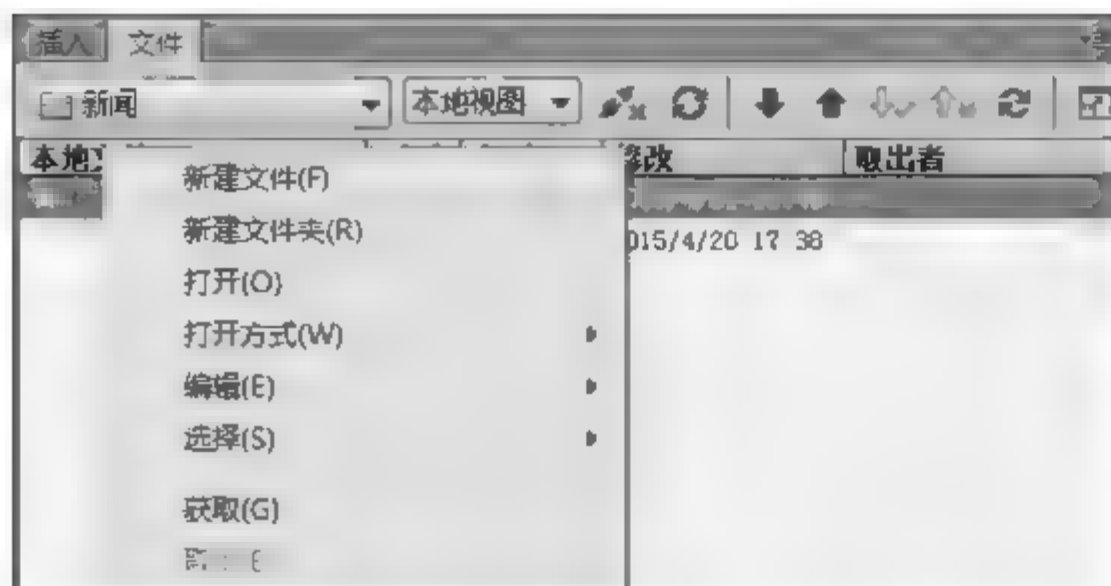 插入 文件
新闻 本地视图
本地文 修改 取出者
新建文件(F)
新建文件夹(R)
015/4/20 17 38
打开(O)
打开方式(W)
编辑(E)
选择(S)
获取(G)